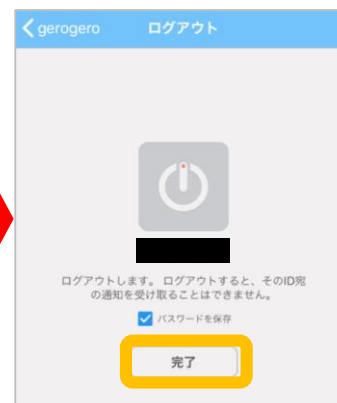 gerogero ログアウト
ログアウトします。 ログアウトすると、そのID宛
の通知を受け取ることはできません。
パスワードを保存
完了